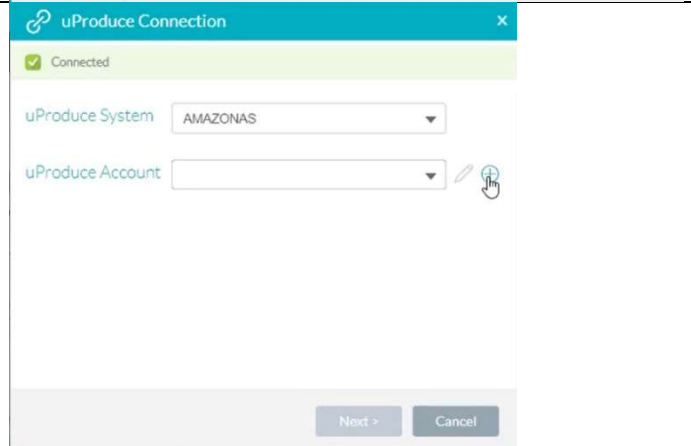 uProduce Connection x
Connected
uProduce System AMAZONAS
uProduce Account
Next > Cancel